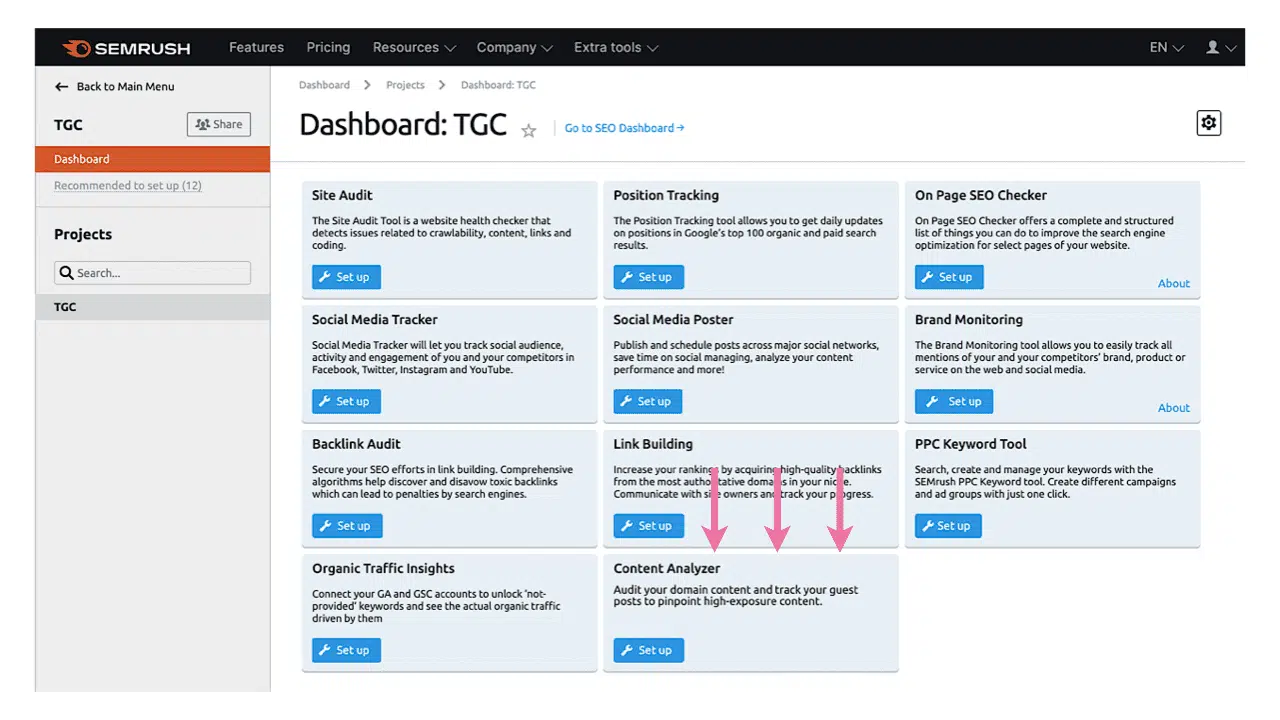 SEMRUSH Features Pricing Resources Company Extra tools EN
Back to Main Menu
TGC Share
Dashboard
Recommended to set up (12)
Projects
Search...
TGC
Dashboard Projects Dashboard: TGC
Dashboard: TGC Go to SEO Dashboard→
Site Audit
The Site Audit Tool is a website health checker that
detects issues related to crawlability, content, links and
coding.
Set up
Position Tracking
The Position Tracking tool allows you to get daily updates
on positions in Google's top 100 organic and paid search
results.
Set up
On Page SEO Checker
On Page SEO Checker offers a complete and structured
list of things you can do to improve the search engine
optimization for select pages of your website.
Set up
About
Social Media Tracker
Social Media Tracker will let you track social audience,
activity and engagement of you and your competitors in
Facebook, Twitter, Instagram and YouTube.
Set up
Social Media Poster
Publish and schedule posts across major social networks,
save time on social managing, analyze your content
performance and more!
Set up
Brand Monitoring
The Brand Monitoring tool allows you to easily track all
mentions of your and your competitors' brand, product or
service on the web and social media.
Set up
About
Backlink Audit
Secure your SEO efforts in link building. Comprehensive
algorithms help discover and disavow toxic backlinks
which can lead to penalties by search engines.
Set up
Link Building
Increase your rankings by acquiring high-quality backlinks
from the most authoritative domains in your niche.
Communicate with site owners and track your progress.
Set up
PPC Keyword Tool
Search, create and manage your keywords with the
SEMrush PPC Keyword tool. Create different campaigns
and ad groups with just one click.
Set up
Organic Traffic Insights
Connect your GA and GSC accounts to unlock 'not-
provided' keywords and see the actual organic traffic
driven by them
Set up
Content Analyzer
Audit your domain content and track your guest
posts to pinpoint high-exposure content.
Set up